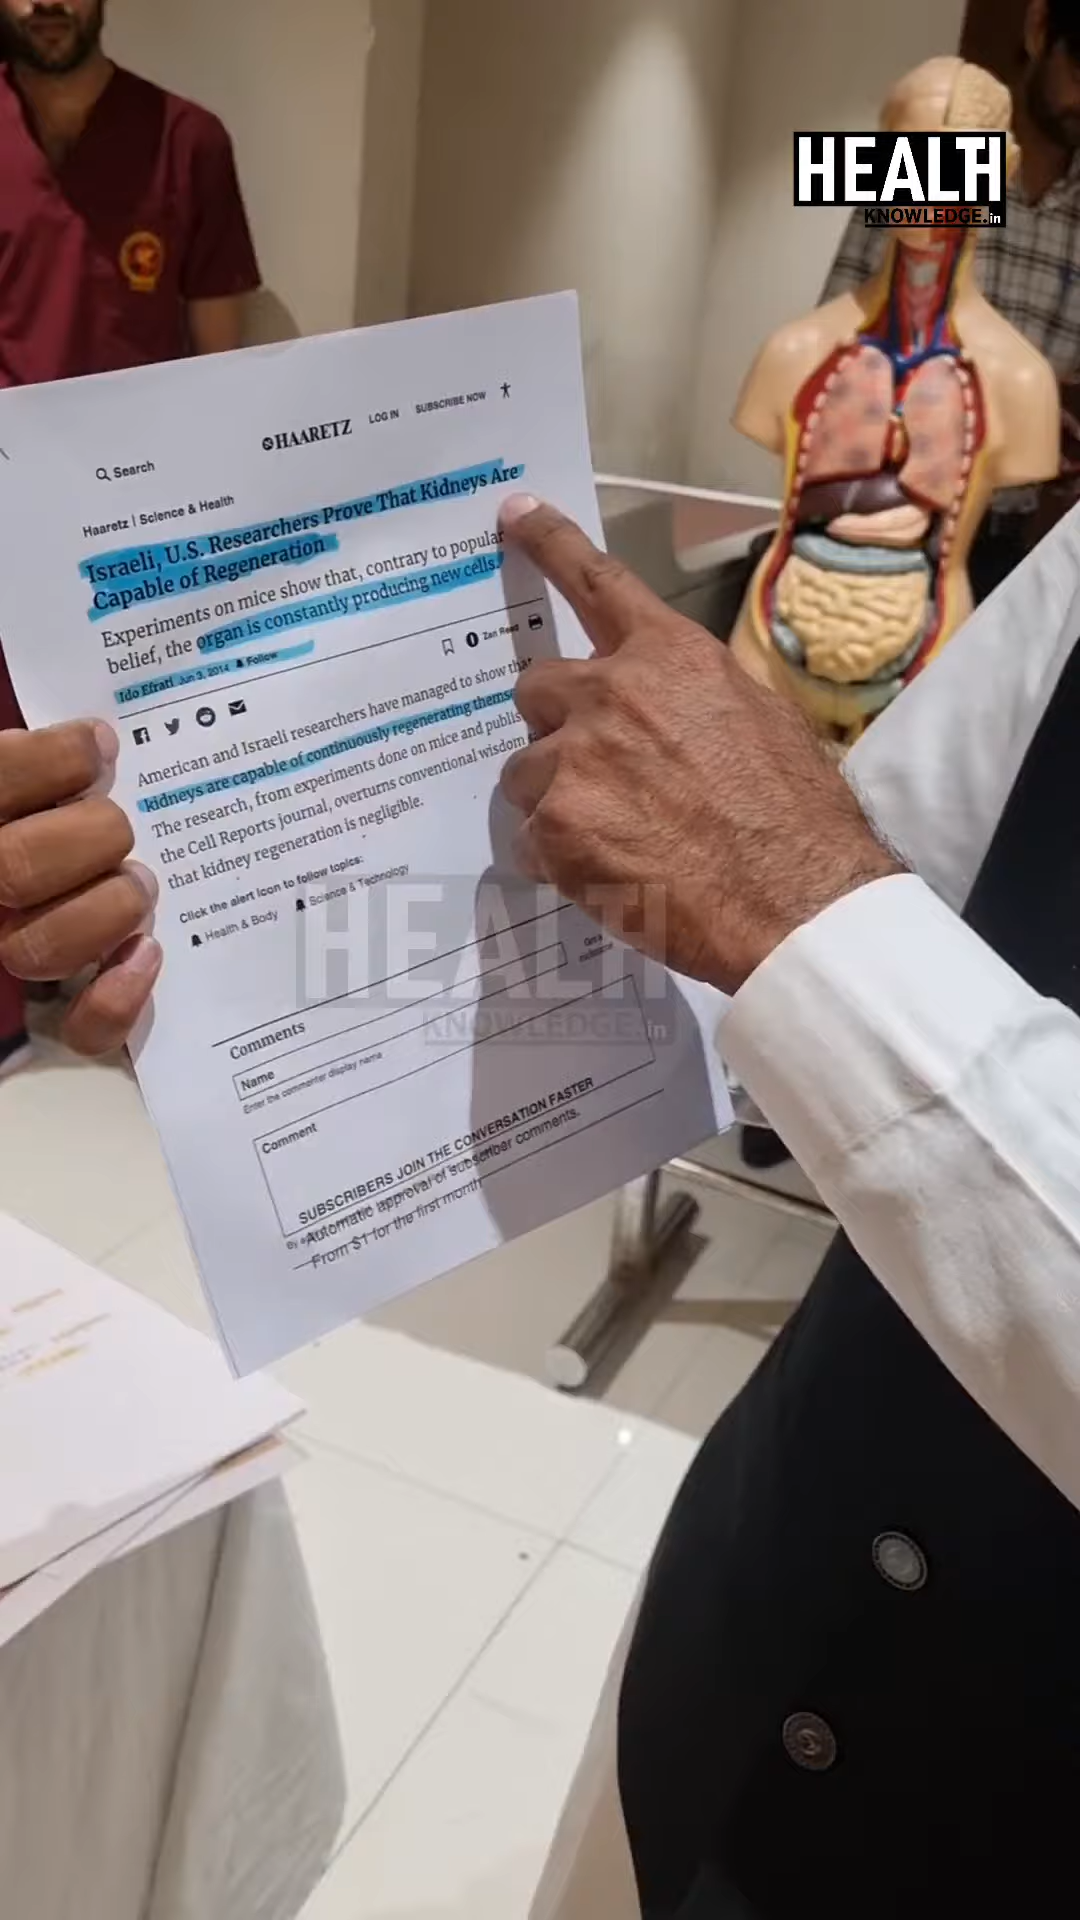 HEALTH
KNOWLEDGE.in
HAARETZ
LOG IN
SUBSCRIBE NOW
Search
Haaretz | Science & Health
Israeli, U.S. Researchers Prove That Kidneys Are
Capable of Regeneration
Experiments on mice show that, contrary to popular
belief, the organ is constantly producing new cells.
Ido Efrati Jun 3, 2014 Follow
Zen Read
American and Israeli researchers have managed to show that
kidneys are capable of continuously regenerating
The research, from experiments done on mice and
the Cell Reports journal, overturns conventional wisdom
that kidney regeneration is negligible.
Click the alert icon to follow topics:
Health & Body
Science & Technology
HEALTH
KNOWLEDGE.in
Comments
Name
Enter the commenter display name
Comment
SUBSCRIBERS JOIN THE CONVERSATION FASTER
Automatic approval of subscriber comments.
By
From $1 for the first month